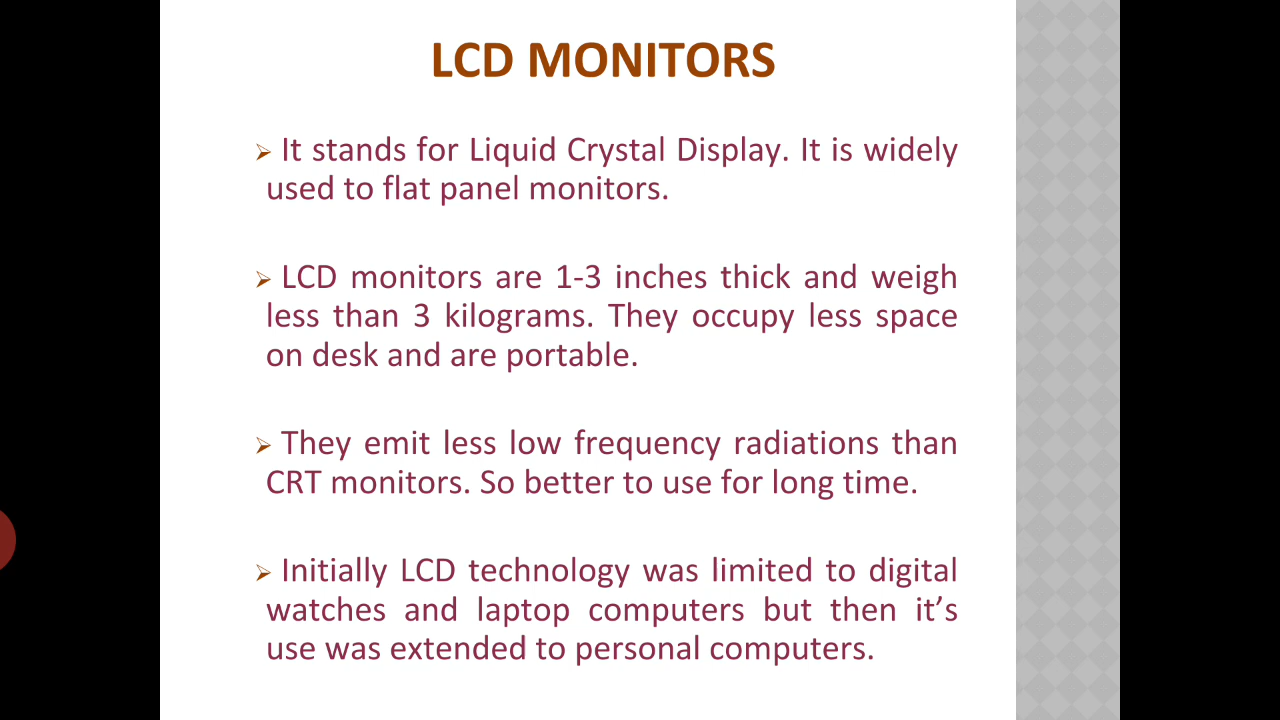 LCD MONITORS
➢ It stands for Liquid Crystal Display. It is widely
used to flat panel monitors.
➢ LCD monitors are 1-3 inches thick and weigh
less than 3 kilograms. They occupy less space
on desk and are portable.
➢ They emit less low frequency radiations than
CRT monitors. So better to use for long time.
➢ Initially LCD technology was limited to digital
watches and laptop computers but then it’s
use was extended to personal computers.